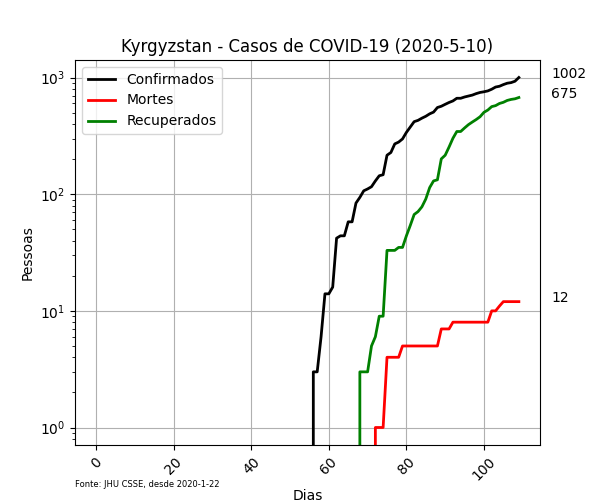 Kyrgyzstan - Casos de COVID-19 (2020-5-10)
Confirmados
Mortes
Recuperados
1002
675
12
Pessoas
10³
10²
10¹
10⁰
0
20
40
60
80
100
Fonte: JHU CSSE, desde 2020-1-22
Dias